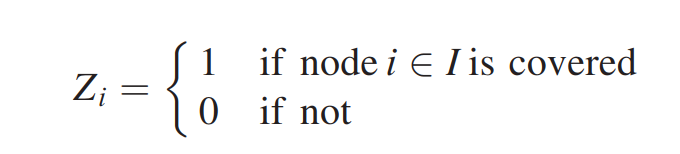 Z_i = { 1 if node i ∈ I is covered
0 if not